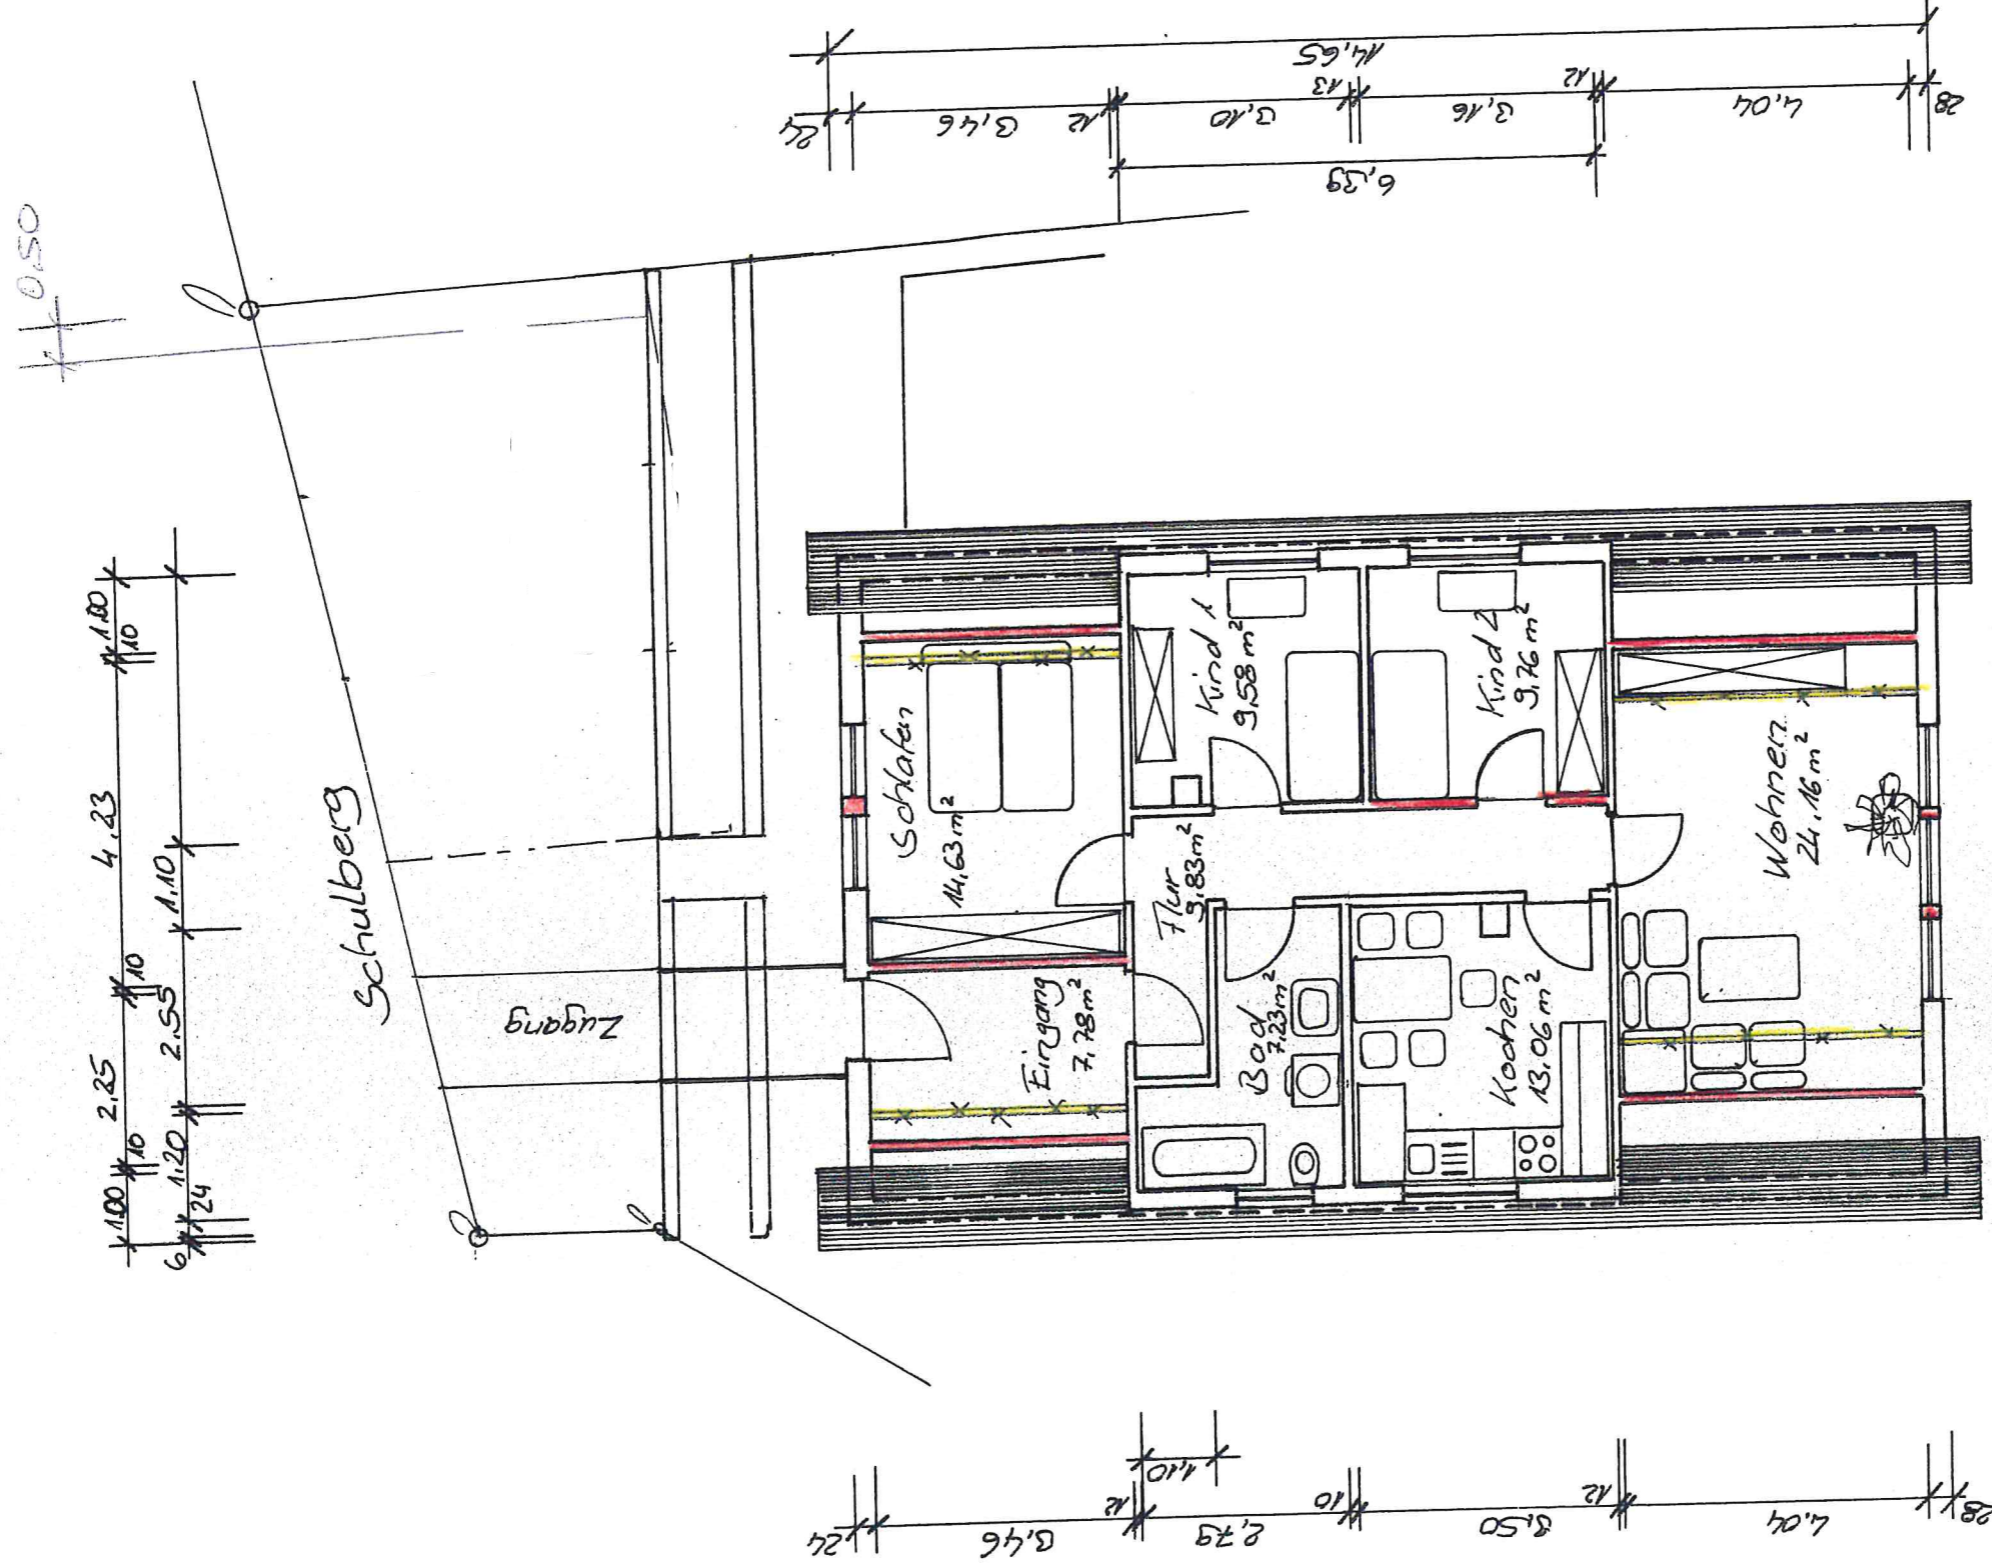 0.50
1.00
10
4.23
10
2.25
10
1.00
1.10
2.55
1.20
24
6
Schulberg
Zugang
14,65
24
3,46
12
3,10
13
3,16
12
4,04
28
6,39
Schlafen
14,63 m²
Kind 1
9,58 m²
Kind 2
9,76 m²
Wohnen
24,16 m²
Flur
9,83 m²
Eingang
7,78 m²
Bad
7,23 m²
Kochen
13,06 m²
1,10
24
3,46
12
2,79
10
3,50
12
4,04
28